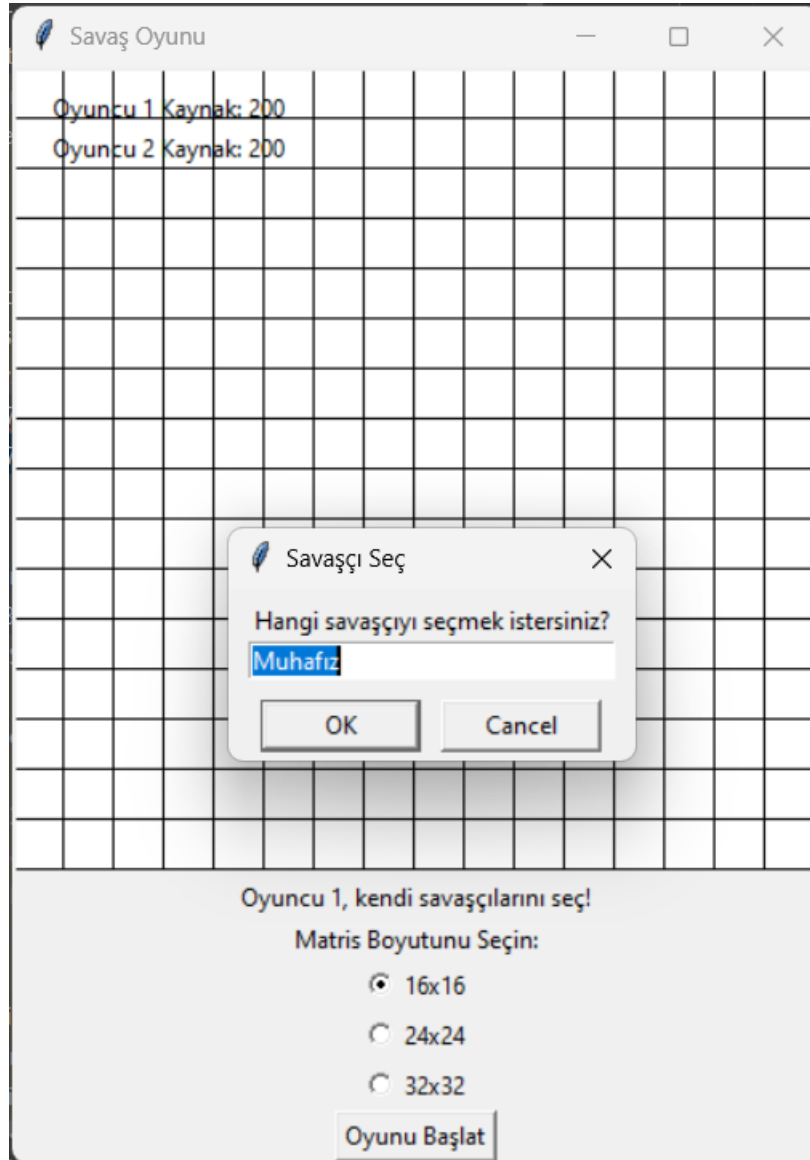 Savaş Oyunu
Oyuncu 1 Kaynak: 200
Oyuncu 2 Kaynak: 200
Savaşçı Seç
Hangi savaşçıyı seçmek istersiniz?
Muhafız
OK Cancel
Oyuncu 1, kendi savaşçılarını seç!
Matris Boyutunu Seçin:
16x16
24x24
32x32
Oyunu Başlat